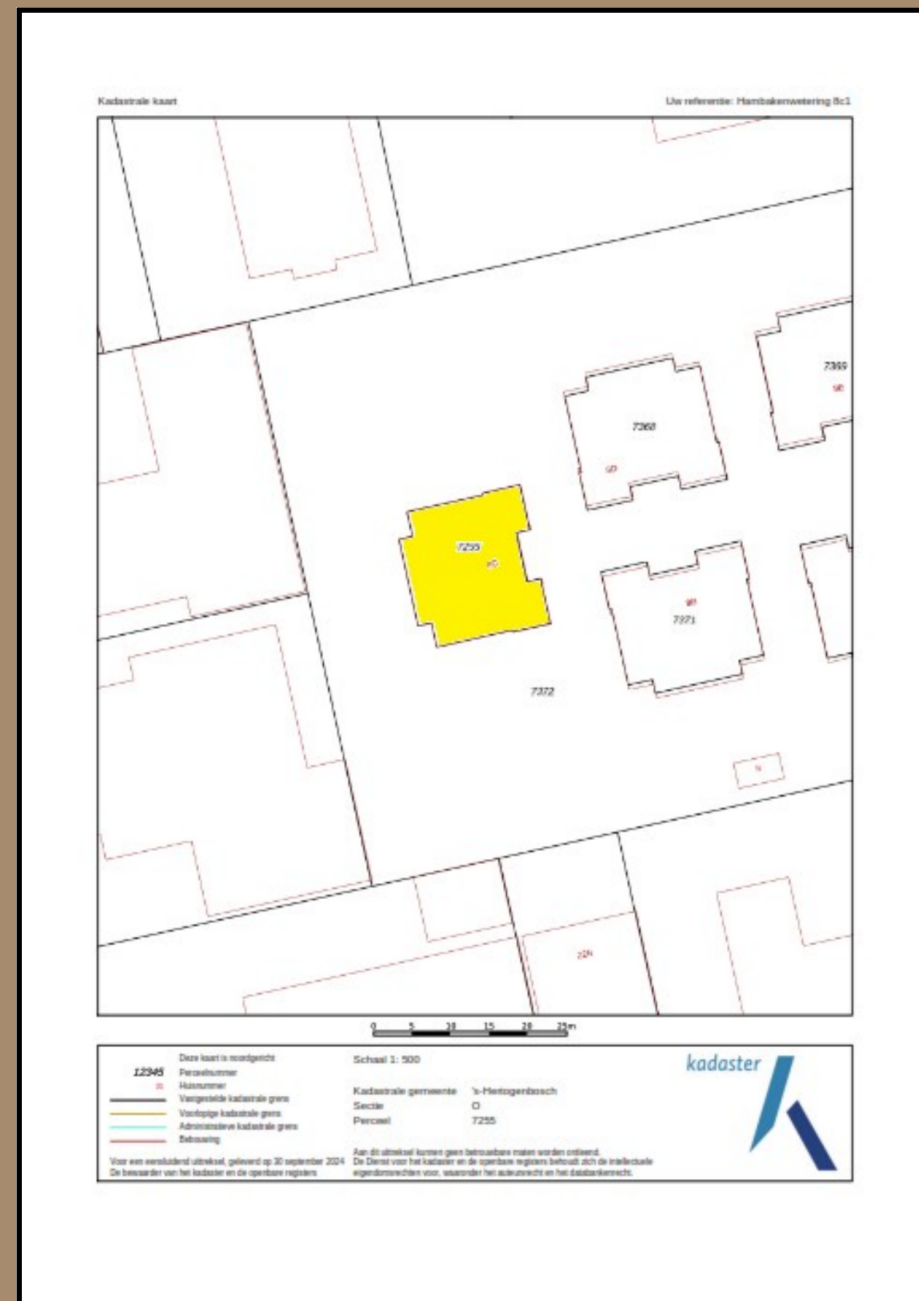 Kadastrale kaart
Uw referentie: Hambakenwetering 8c1
7369
7368
7255
7371
7372
0 5 10 15 20 25m
12345
Deze kaart is noordgericht
Perceelnummer
Huisnummer
Vastgestelde kadastrale grens
Voorlopige kadastrale grens
Administratieve kadastrale grens
Bebouwing
Voor een eensluidend uittreksel, geleverd op 30 september 2024
De bewaarder van het kadaster en de openbare registers
Schaal 1: 500
Kadastrale gemeente 's-Hertogenbosch
Sectie O
Perceel 7255
Aan dit uittreksel kunnen geen betrouwbare maten worden ontleend.
De Dienst voor het kadaster en de openbare registers behoudt zich de intellectuele
eigendomsrechten voor, waaronder het auteursrecht en het databankenrecht.
kadaster